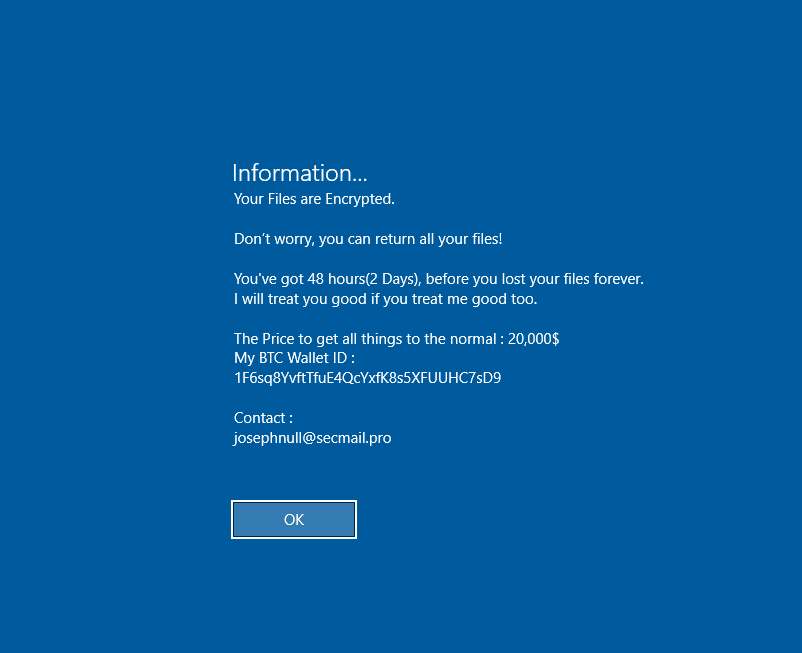 Information...
Your Files are Encrypted.
Don’t worry, you can return all your files!
You've got 48 hours(2 Days), before you lost your files forever.
I will treat you good if you treat me good too.
The Price to get all things to the normal : 20,000$
My BTC Wallet ID :
1F6sq8YvftTfuE4QcYxfK8s5XFUUHC7sD9
Contact :
josephnull@secmail.pro
OK